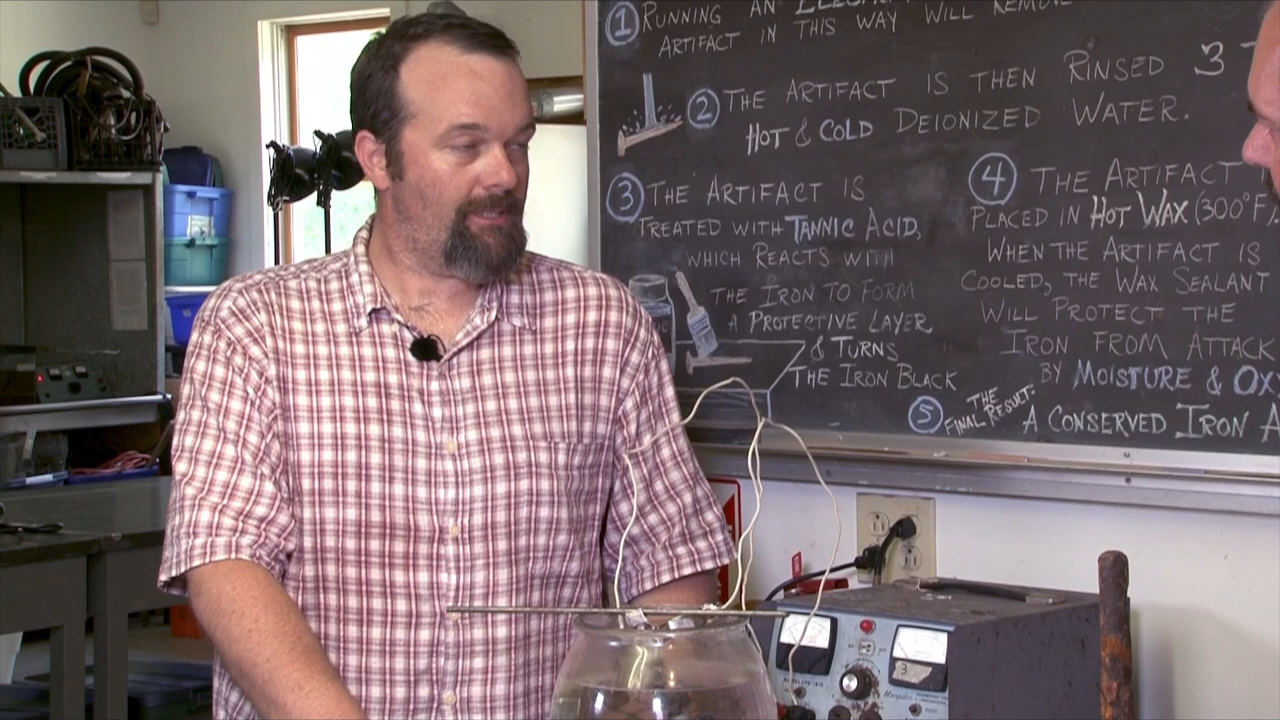 ① RUNNING AN
ARTIFACT IN THIS WAY WILL REMOVE
② THE ARTIFACT IS THEN RINSED 3
HOT & COLD DEIONIZED WATER.
③ THE ARTIFACT IS
TREATED WITH TANNIC ACID,
WHICH REACTS WITH
THE IRON TO FORM
A PROTECTIVE LAYER
& TURNS
THE IRON BLACK
④ THE ARTIFACT
PLACED IN HOT WAX (300°F)
WHEN THE ARTIFACT IS
COOLED, THE WAX SEALANT
WILL PROTECT THE
IRON FROM ATTACK
BY MOISTURE & OX
⑤ THE
FINAL RESULT:
A CONSERVED IRON A
3